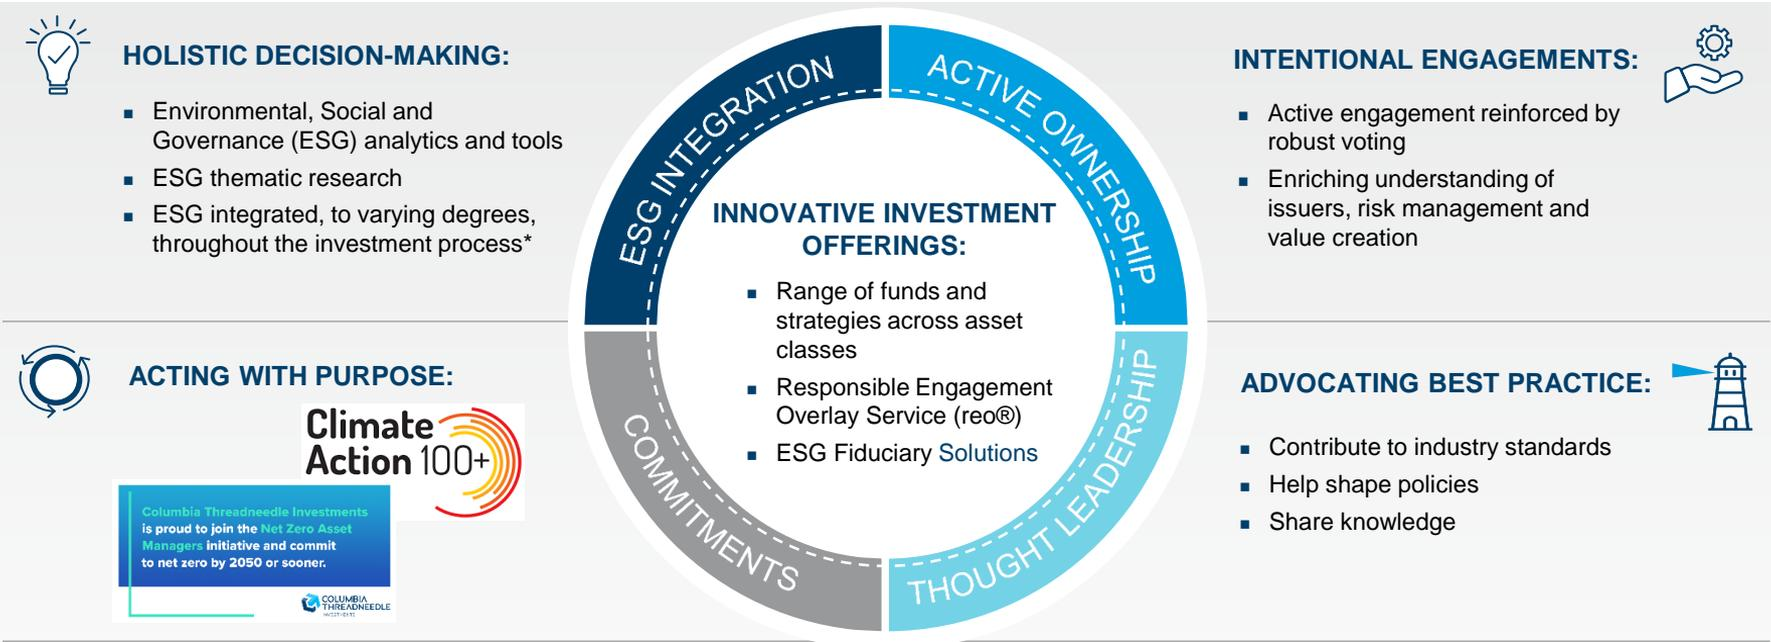 HOLISTIC DECISION-MAKING:
Environmental, Social and
Governance (ESG) analytics and tools
ESG thematic research
ESG integrated, to varying degrees,
throughout the investment process*
ESG INTEGRATION
ACTIVE OWNERSHIP
INTENTIONAL ENGAGEMENTS:
Active engagement reinforced by
robust voting
Enriching understanding of
issuers, risk management and
value creation
INNOVATIVE INVESTMENT
OFFERINGS:
Range of funds and
strategies across asset
classes
Responsible Engagement
Overlay Service (reo®)
ESG Fiduciary Solutions
ACTING WITH PURPOSE:
Climate
Action 100+
Columbia Threadneedle Investments
is proud to join the Net Zero Asset
Managers initiative and commit
to net zero by 2050 or sooner.
COLUMBIA
THREADNEEDLE
INVESTMENTS
COMMITMENTS
THOUGHT LEADERSHIP
ADVOCATING BEST PRACTICE:
Contribute to industry standards
Help shape policies
Share knowledge